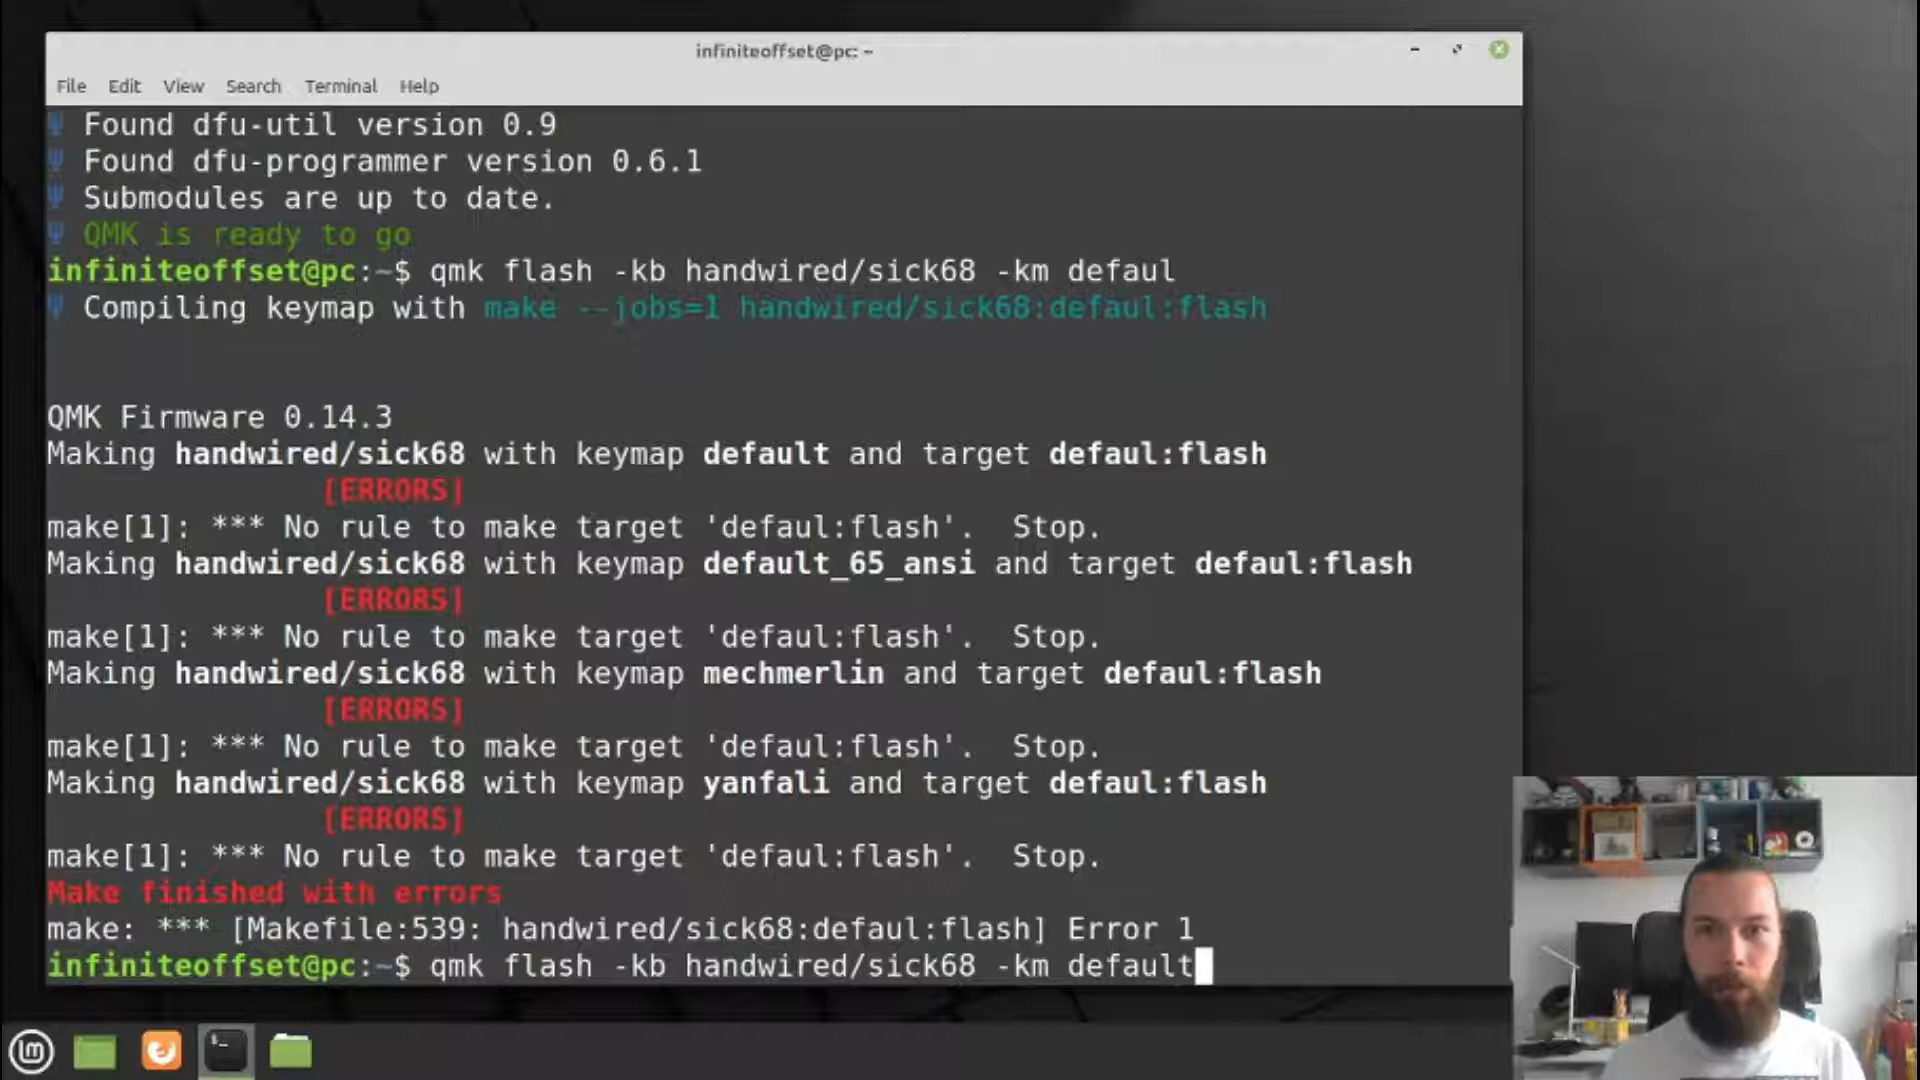 infiniteoffset@pc: ~
File Edit View Search Terminal Help
Ψ Found dfu-util version 0.9
Ψ Found dfu-programmer version 0.6.1
Ψ Submodules are up to date.
Ψ QMK is ready to go
infiniteoffset@pc:~$ qmk flash -kb handwired/sick68 -km defaul
Ψ Compiling keymap with make --jobs=1 handwired/sick68:defaul:flash
QMK Firmware 0.14.3
Making handwired/sick68 with keymap default and target defaul:flash
[ERRORS]
make[1]: *** No rule to make target 'defaul:flash'.  Stop.
Making handwired/sick68 with keymap default_65_ansi and target defaul:flash
[ERRORS]
make[1]: *** No rule to make target 'defaul:flash'.  Stop.
Making handwired/sick68 with keymap mechmerlin and target defaul:flash
[ERRORS]
make[1]: *** No rule to make target 'defaul:flash'.  Stop.
Making handwired/sick68 with keymap yanfali and target defaul:flash
[ERRORS]
make[1]: *** No rule to make target 'defaul:flash'.  Stop.
Make finished with errors
make: *** [Makefile:539: handwired/sick68:defaul:flash] Error 1
infiniteoffset@pc:~$ qmk flash -kb handwired/sick68 -km default